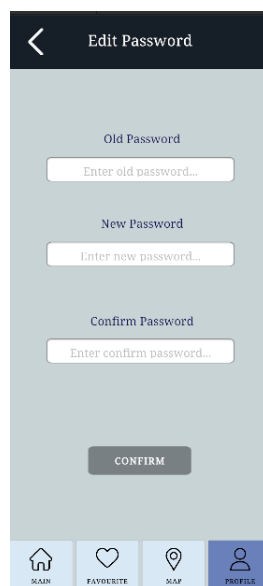 Edit Password
Old Password
Enter old password...
New Password
Enter new password...
Confirm Password
Enter confirm password...
CONFIRM
MAIN
FAVOURITE
MAP
PROFILE